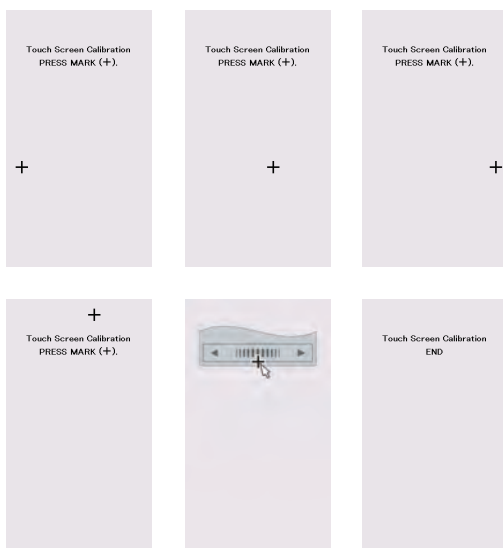 Touch Screen Calibration
PRESS MARK (+).
+
Touch Screen Calibration
PRESS MARK (+).
+
Touch Screen Calibration
PRESS MARK (+).
+
+
Touch Screen Calibration
PRESS MARK (+).
+
Touch Screen Calibration
END